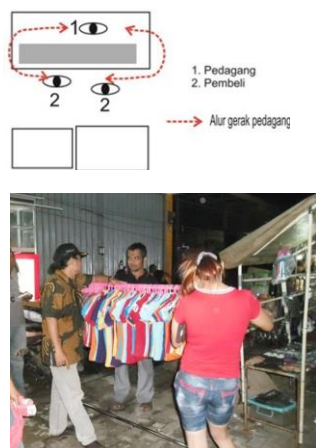 1
2
2
1. Pedagang
2. Pembeli
Alur gerak pedagang